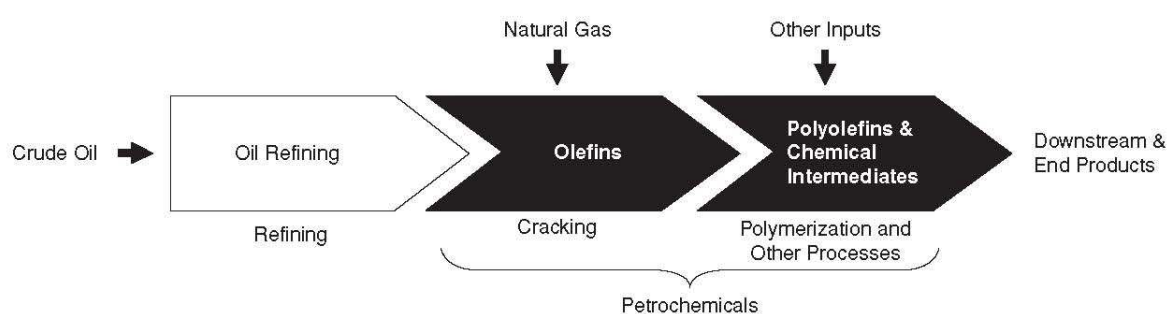 Natural Gas
Other Inputs
Crude Oil
Oil Refining
Olefins
Polyolefins &
Chemical
Intermediates
Downstream &
End Products
Refining
Cracking
Polymerization and
Other Processes
Petrochemicals